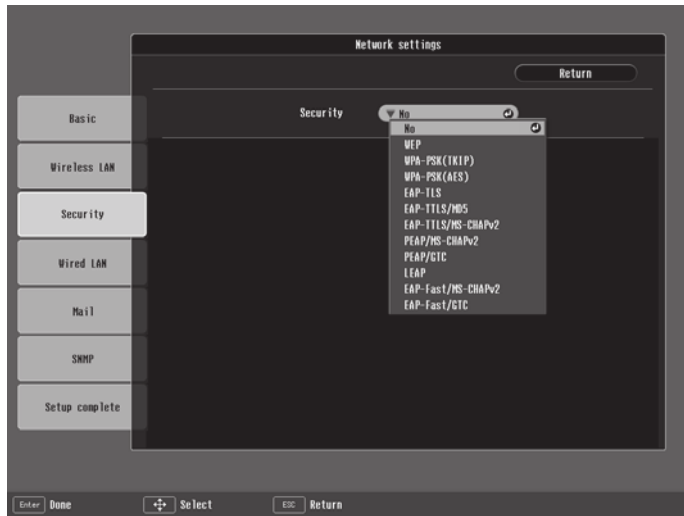 Network settings
Return
Basic
Wireless LAN
Security
Wired LAN
Mail
SNMP
Setup complete
Security
No
No
WEP
WPA-PSK(TKIP)
WPA-PSK(AES)
EAP-TLS
EAP-TTLS/MD5
EAP-TTLS/MS-CHAPv2
PEAP/MS-CHAPv2
PEAP/GTC
LEAP
EAP-Fast/MS-CHAPv2
EAP-Fast/GTC
Enter Done Select ESC Return